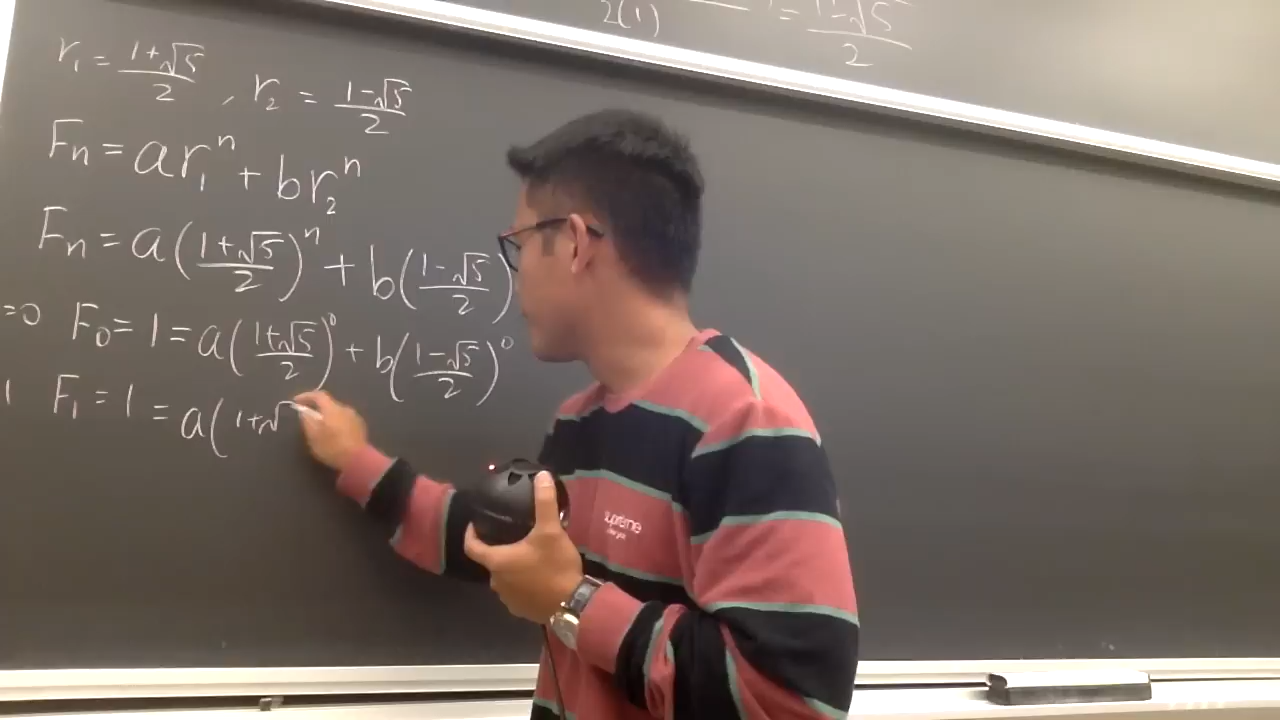 2(1) = 1-√5 / 2
r₁ = (1+√5)/2 , r₂ = (1-√5)/2
Fₙ = ar₁ⁿ + br₂ⁿ
Fₙ = a((1+√5)/2)ⁿ + b((1-√5)/2)
=0 F₀ = 1 = a((1+√5)/2)⁰ + b((1-√5)/2)⁰
1 F₁ = 1 = a(1+√
Supreme